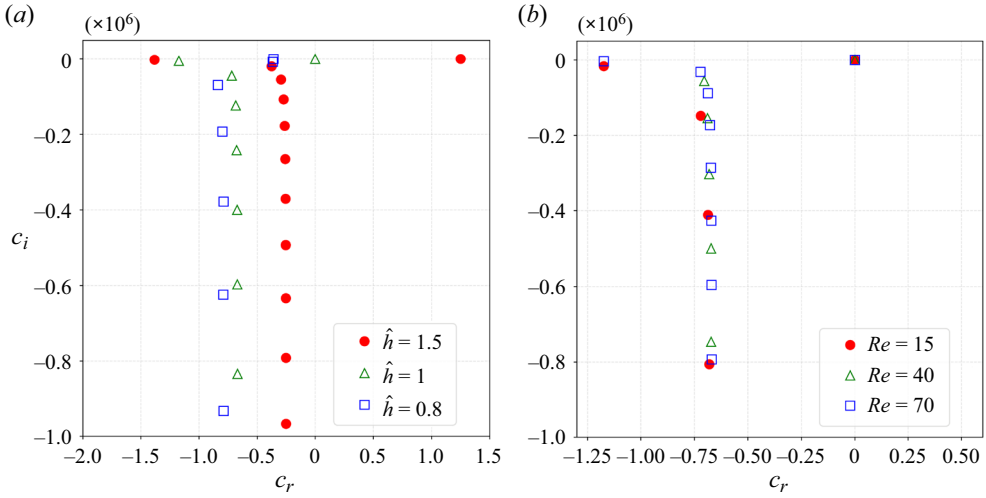 (a)
(×10⁶)
0
−0.2
−0.4
−0.6
−0.8
−1.0
c_i
−2.0 −1.5 −1.0 −0.5 0 0.5 1.0 1.5
c_r
ĥ = 1.5
ĥ = 1
ĥ = 0.8
(b)
(×10⁶)
0
−0.2
−0.4
−0.6
−0.8
−1.0
−1.25 −1.00 −0.75 −0.50 −0.25 0 0.25 0.50
c_r
Re = 15
Re = 40
Re = 70